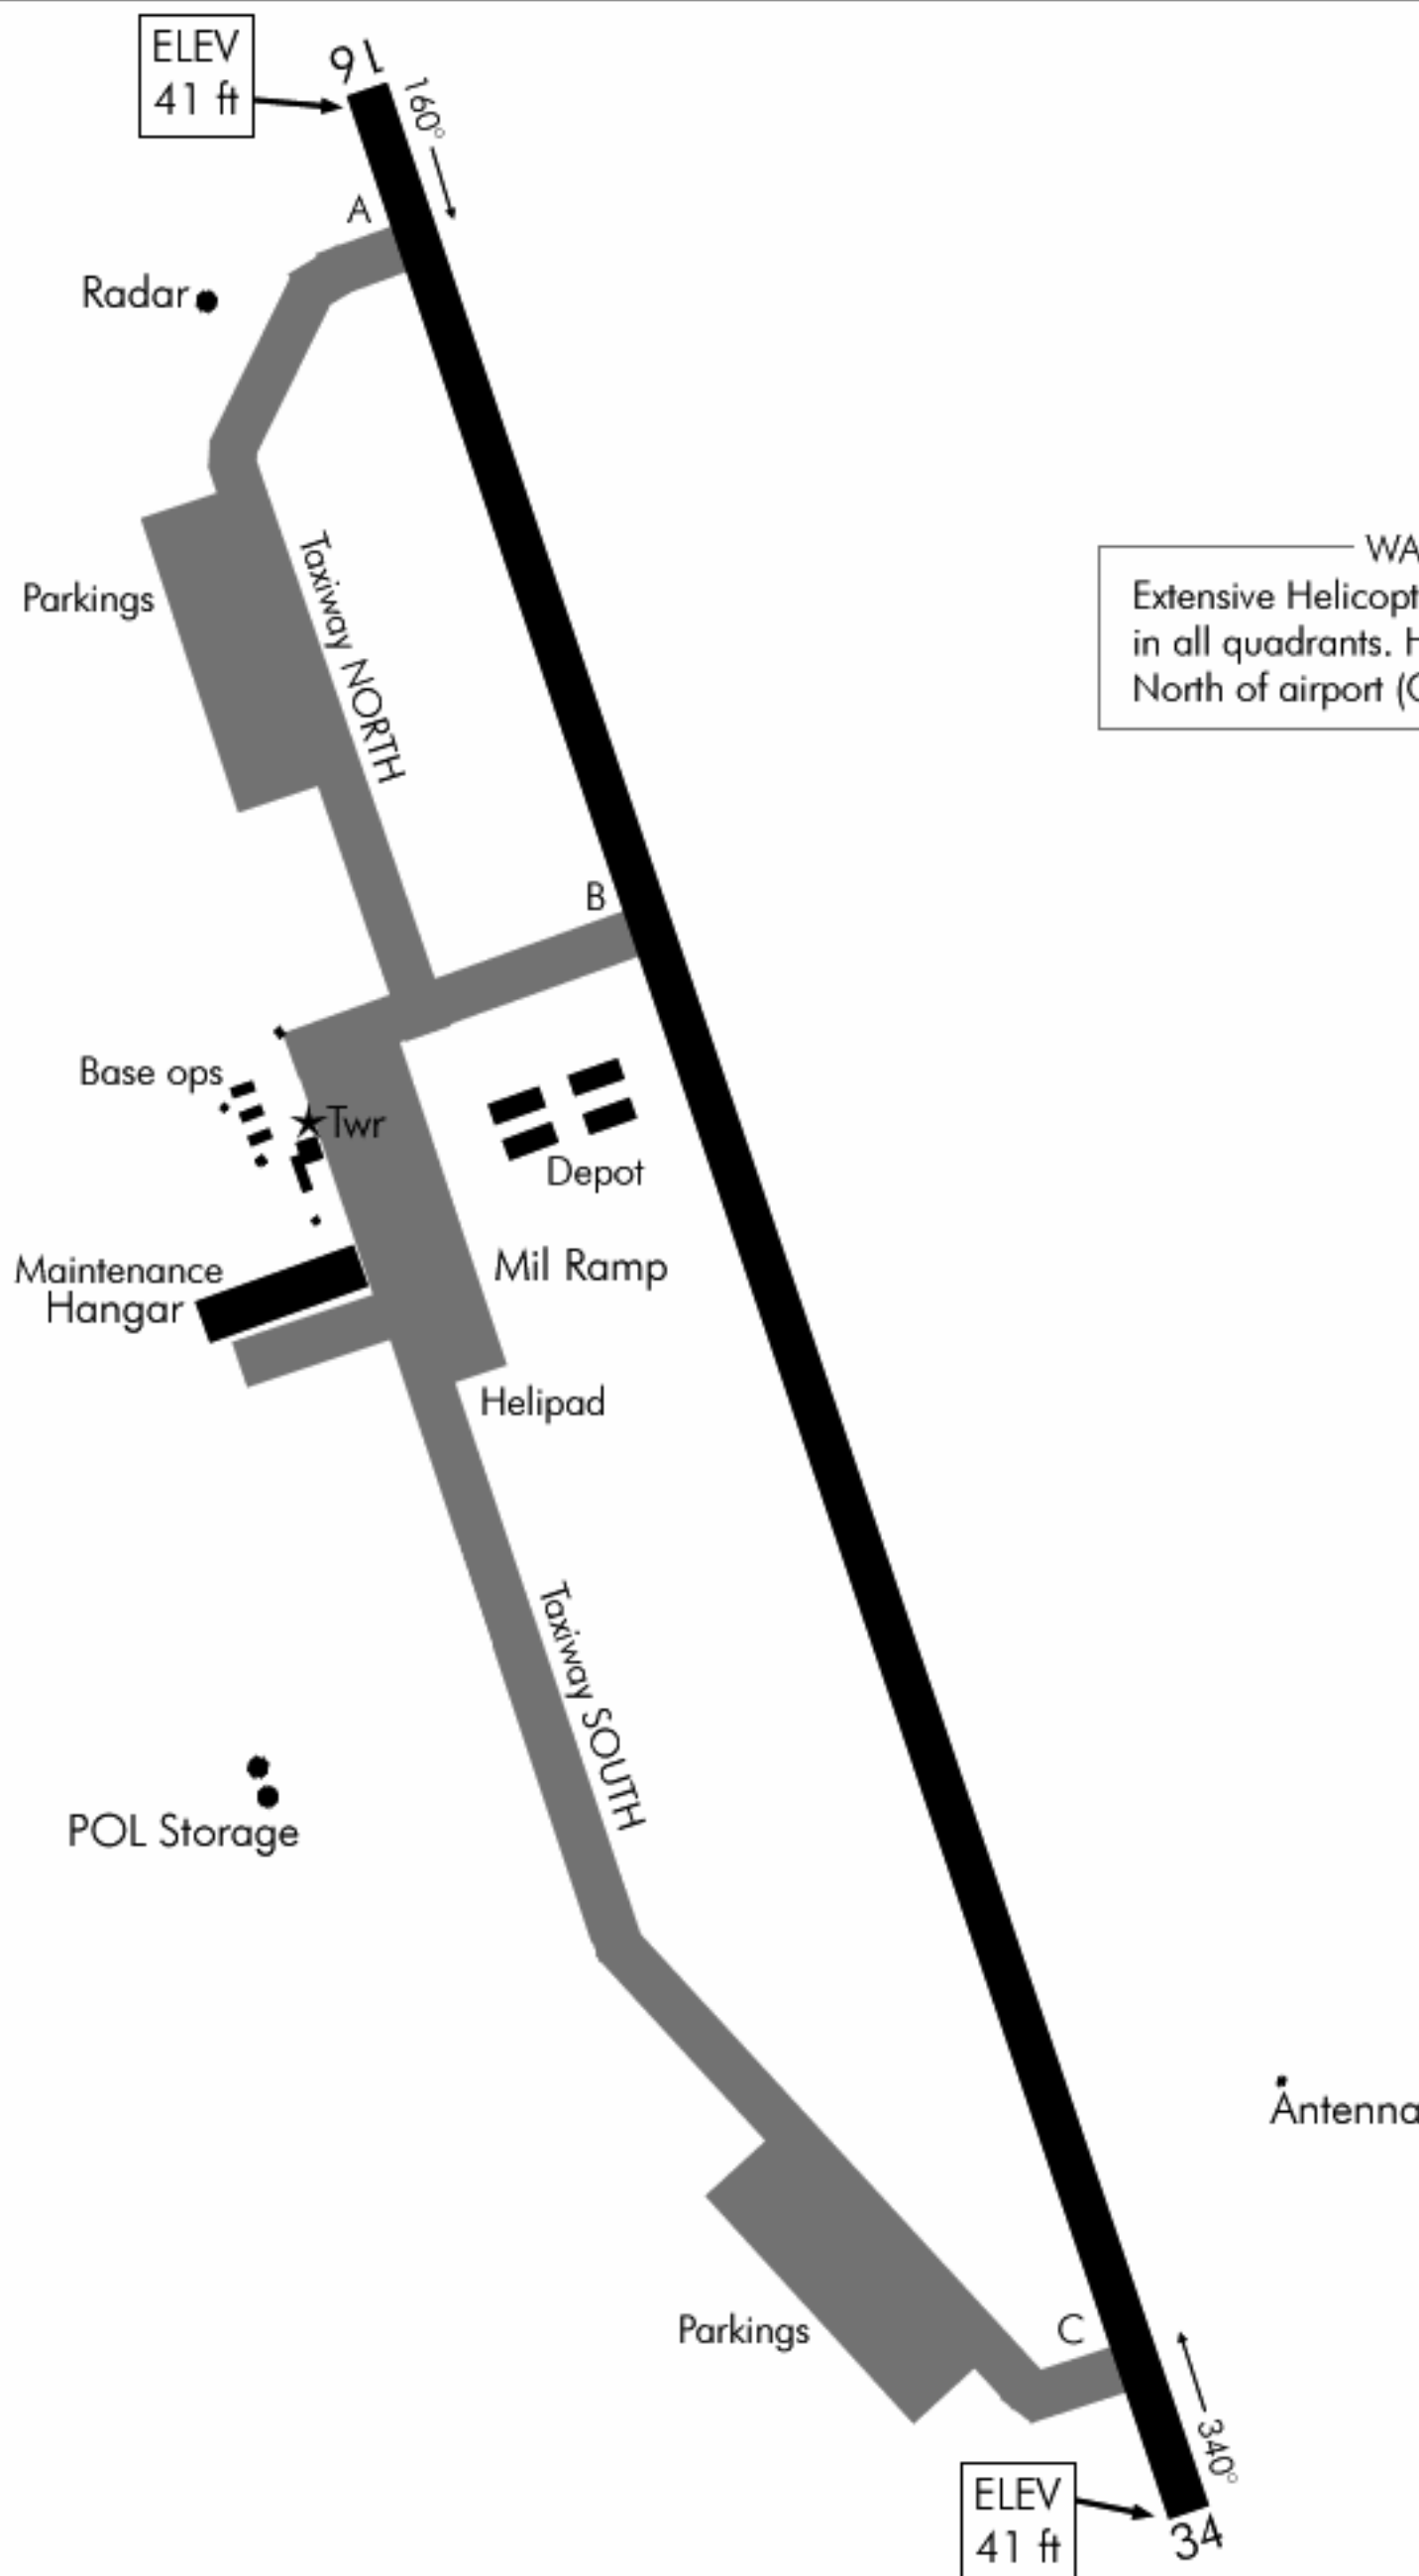 ELEV
41 ft
16
160°
A
Radar
Taxiway NORTH
Parkings
WA
Extensive Helicopt
in all quadrants. H
North of airport (
B
Base ops
Twr
Depot
Maintenance
Hangar
Mil Ramp
Helipad
Taxiway SOUTH
POL Storage
Antenna
Parkings
C
340°
ELEV
41 ft
34